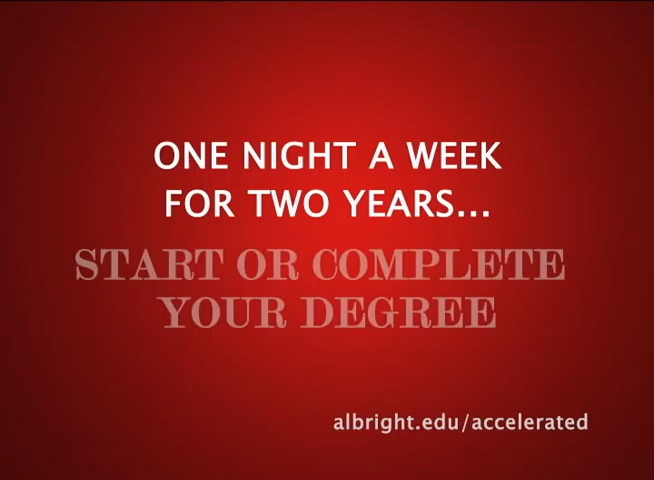 ONE NIGHT A WEEK
FOR TWO YEARS...
START OR COMPLETE
YOUR DEGREE
albright.edu/accelerated